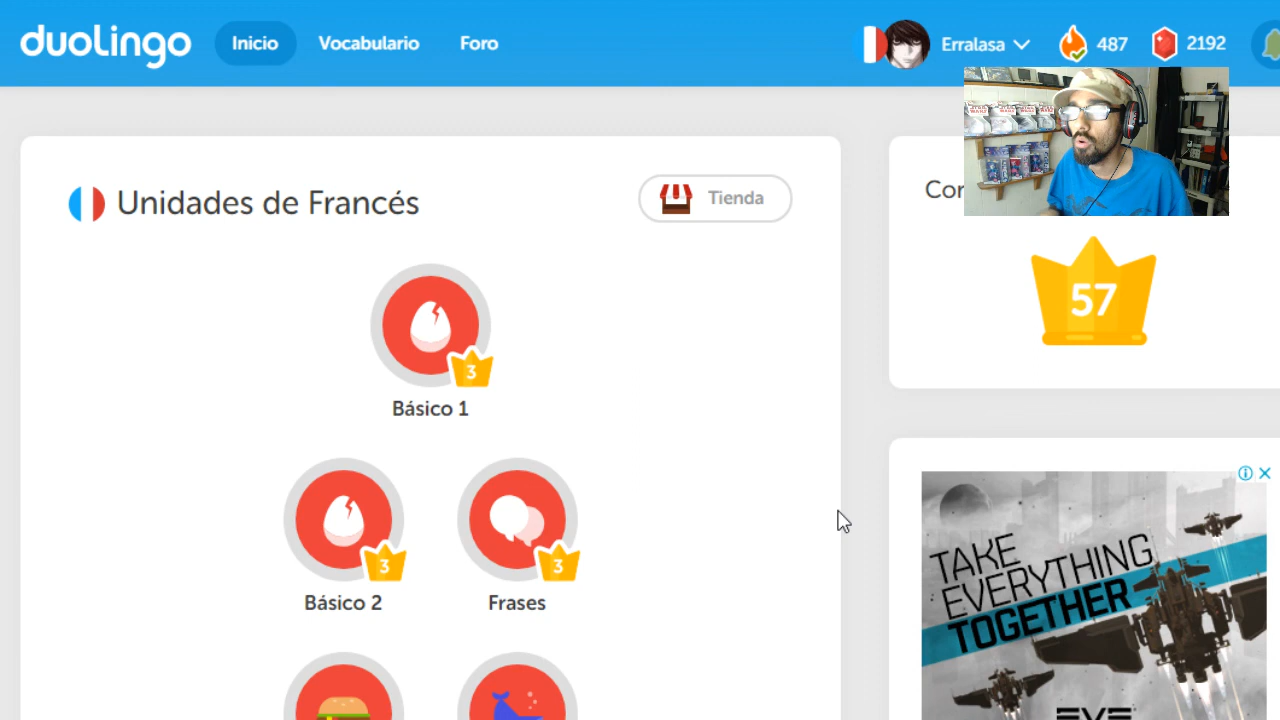 duolingo Inicio Vocabulario Foro Erralasa 487 2192
Unidades de Francés Tienda
57
3
Básico 1
3 3
Básico 2 Frases
TAKE
EVERYTHING
TOGETHER
EVE